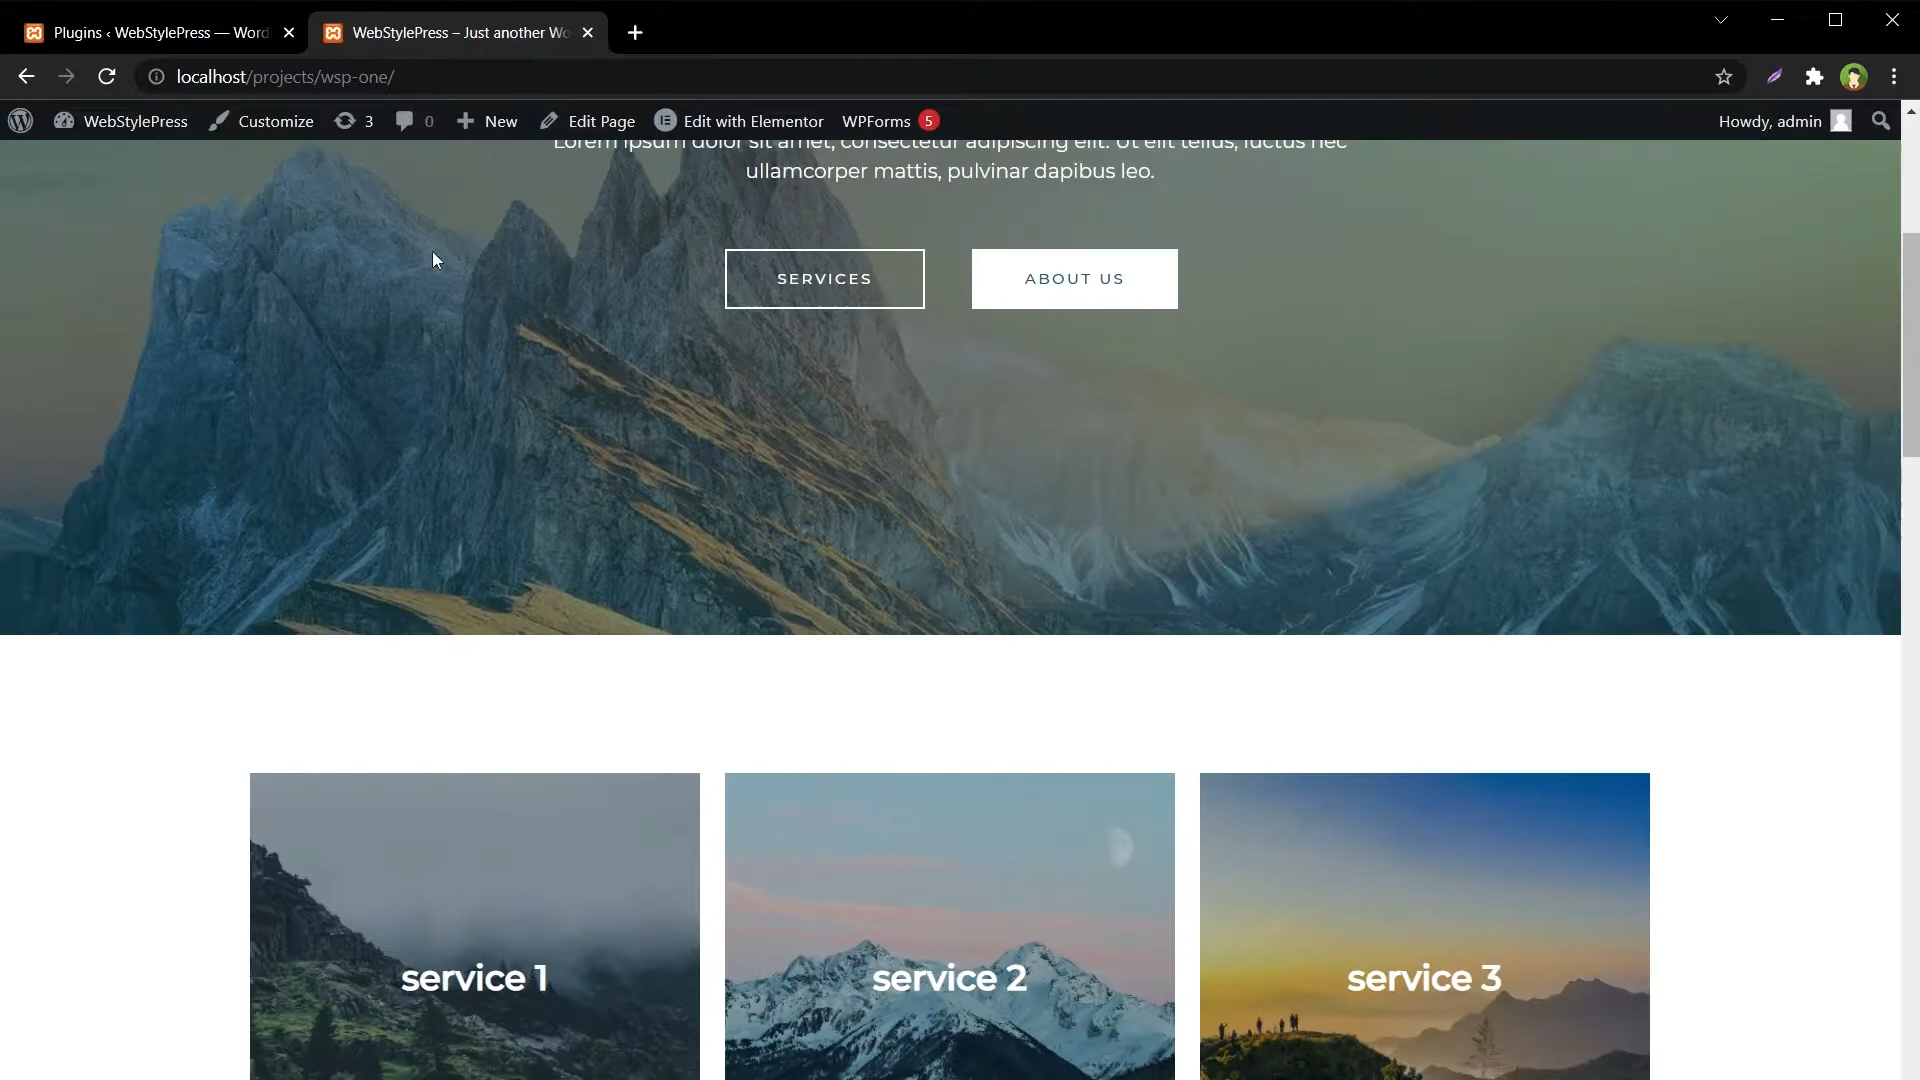 Plugins ‹ WebStylePress — Word
WebStylePress – Just another Wo
localhost/projects/wsp-one/
WebStylePress Customize 3 0 New Edit Page Edit with Elementor WPForms 5 Howdy, admin
Lorem ipsum dolor sit amet, consectetur adipiscing elit. Ut elit tellus, luctus nec
ullamcorper mattis, pulvinar dapibus leo.
SERVICES ABOUT US
service 1 service 2 service 3